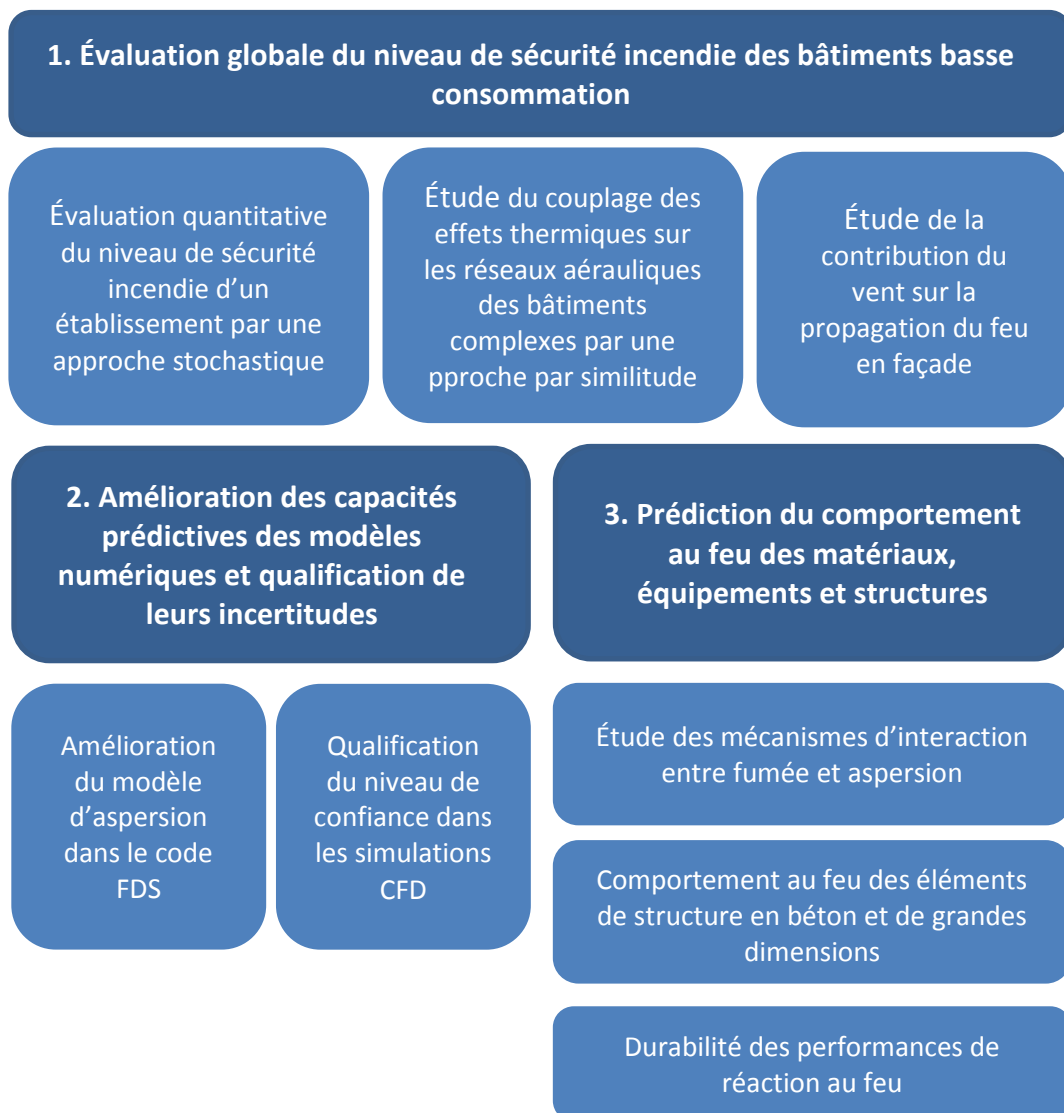 1. Évaluation globale du niveau de sécurité incendie des bâtiments basse
consommation
Évaluation quantitative
du niveau de sécurité
incendie d’un
établissement par une
approche stochastique
Étude du couplage des
effets thermiques sur
les réseaux aérauliques
des bâtiments
complexes par une
pproche par similitude
Étude de la
contribution du
vent sur la
propagation du feu
en façade
2. Amélioration des capacités
prédictives des modèles
numériques et qualification de
leurs incertitudes
3. Prédiction du comportement
au feu des matériaux,
équipements et structures
Amélioration
du modèle
d’aspersion
dans le code
FDS
Qualification
du niveau de
confiance dans
les simulations
CFD
Étude des mécanismes d’interaction
entre fumée et aspersion
Comportement au feu des éléments
de structure en béton et de grandes
dimensions
Durabilité des performances de
réaction au feu